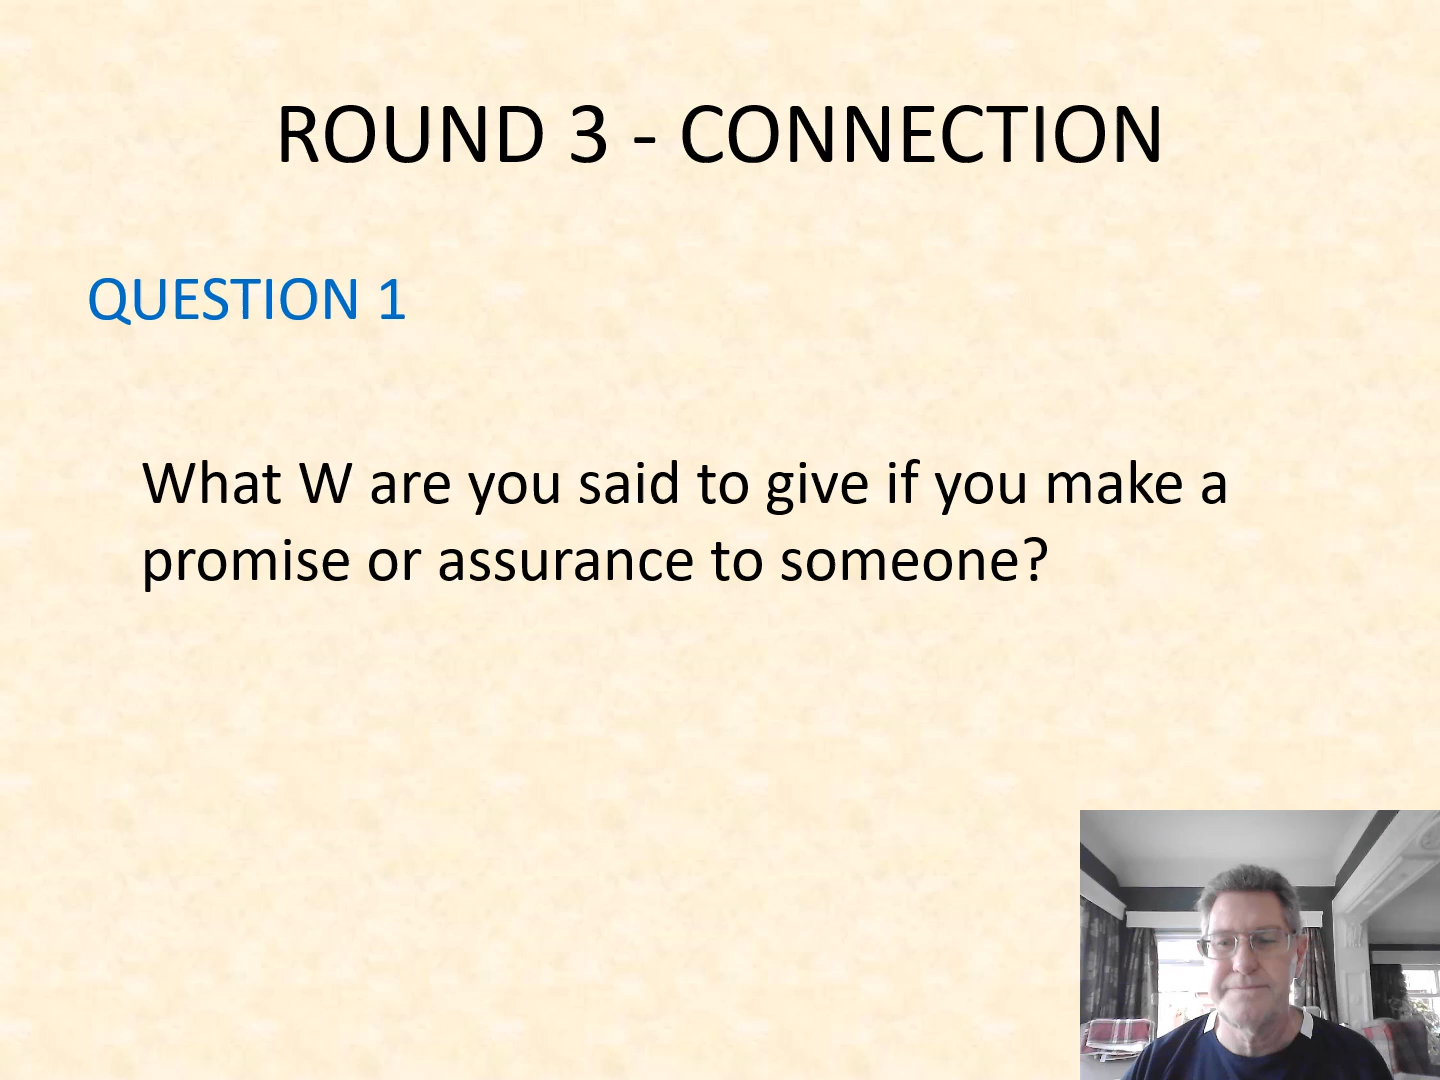 ROUND 3 - CONNECTION
QUESTION 1
What W are you said to give if you make a
promise or assurance to someone?